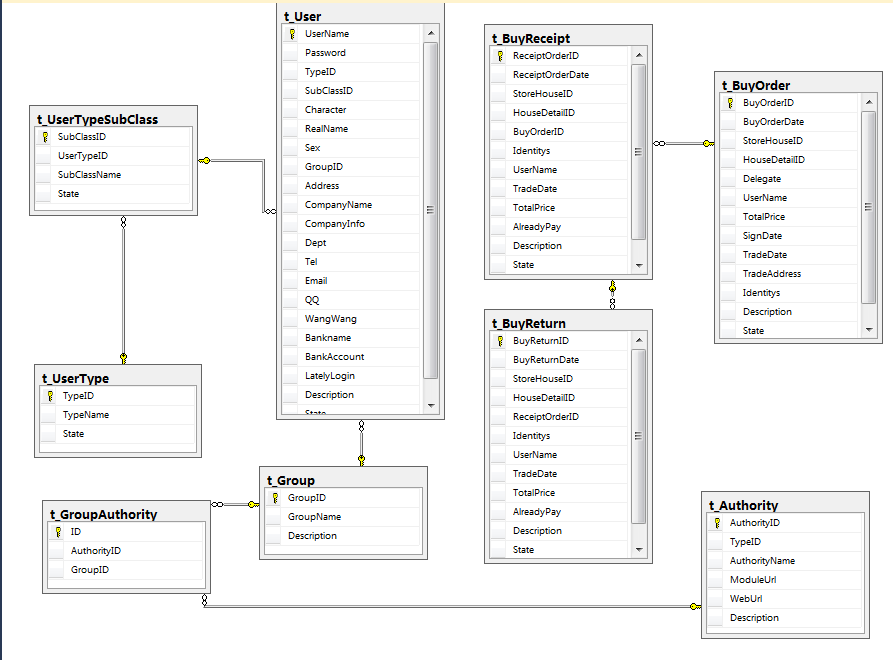 t_User
UserName
Password
TypeID
SubClassID
Character
RealName
Sex
GroupID
Address
CompanyName
CompanyInfo
Dept
Tel
Email
QQ
WangWang
Bankname
BankAccount
LatelyLogin
Description
State
t_BuyReceipt
ReceiptOrderID
ReceiptOrderDate
StoreHouseID
HouseDetailID
BuyOrderID
Identitys
UserName
TradeDate
TotalPrice
AlreadyPay
Description
State
t_BuyOrder
BuyOrderID
BuyOrderDate
StoreHouseID
HouseDetailID
Delegate
UserName
TotalPrice
SignDate
TradeDate
TradeAddress
Identitys
Description
State
t_UserTypeSubClass
SubClassID
UserTypeID
SubClassName
State
t_BuyReturn
BuyReturnID
BuyReturnDate
StoreHouseID
HouseDetailID
ReceiptOrderID
Identitys
UserName
TradeDate
TotalPrice
AlreadyPay
Description
State
t_UserType
TypeID
TypeName
State
t_Group
GroupID
GroupName
Description
t_GroupAuthority
ID
AuthorityID
GroupID
t_Authority
AuthorityID
TypeID
AuthorityName
ModuleUrl
WebUrl
Description